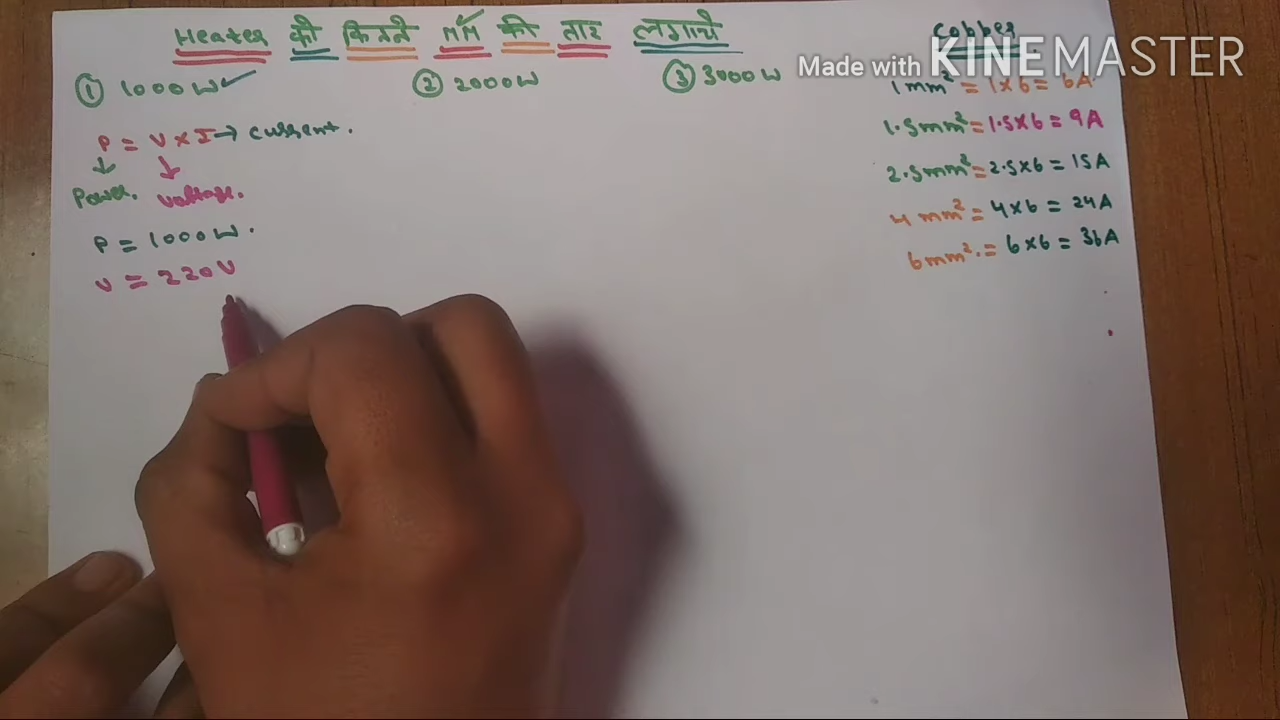 Heater की कितने MM की तार लगाये
① 1000W ✓ ② 2000W ③ 3000W
P = V × I → current.
↓ ↓
Power. voltage.
P = 1000W.
V = 220V
Cobber
Made with KINEMASTER
1mm² = 1×6 = 6A
1.5mm² = 1.5×6 = 9A
2.5mm² = 2.5×6 = 15A
4mm² = 4×6 = 24A
6mm². = 6×6 = 36A